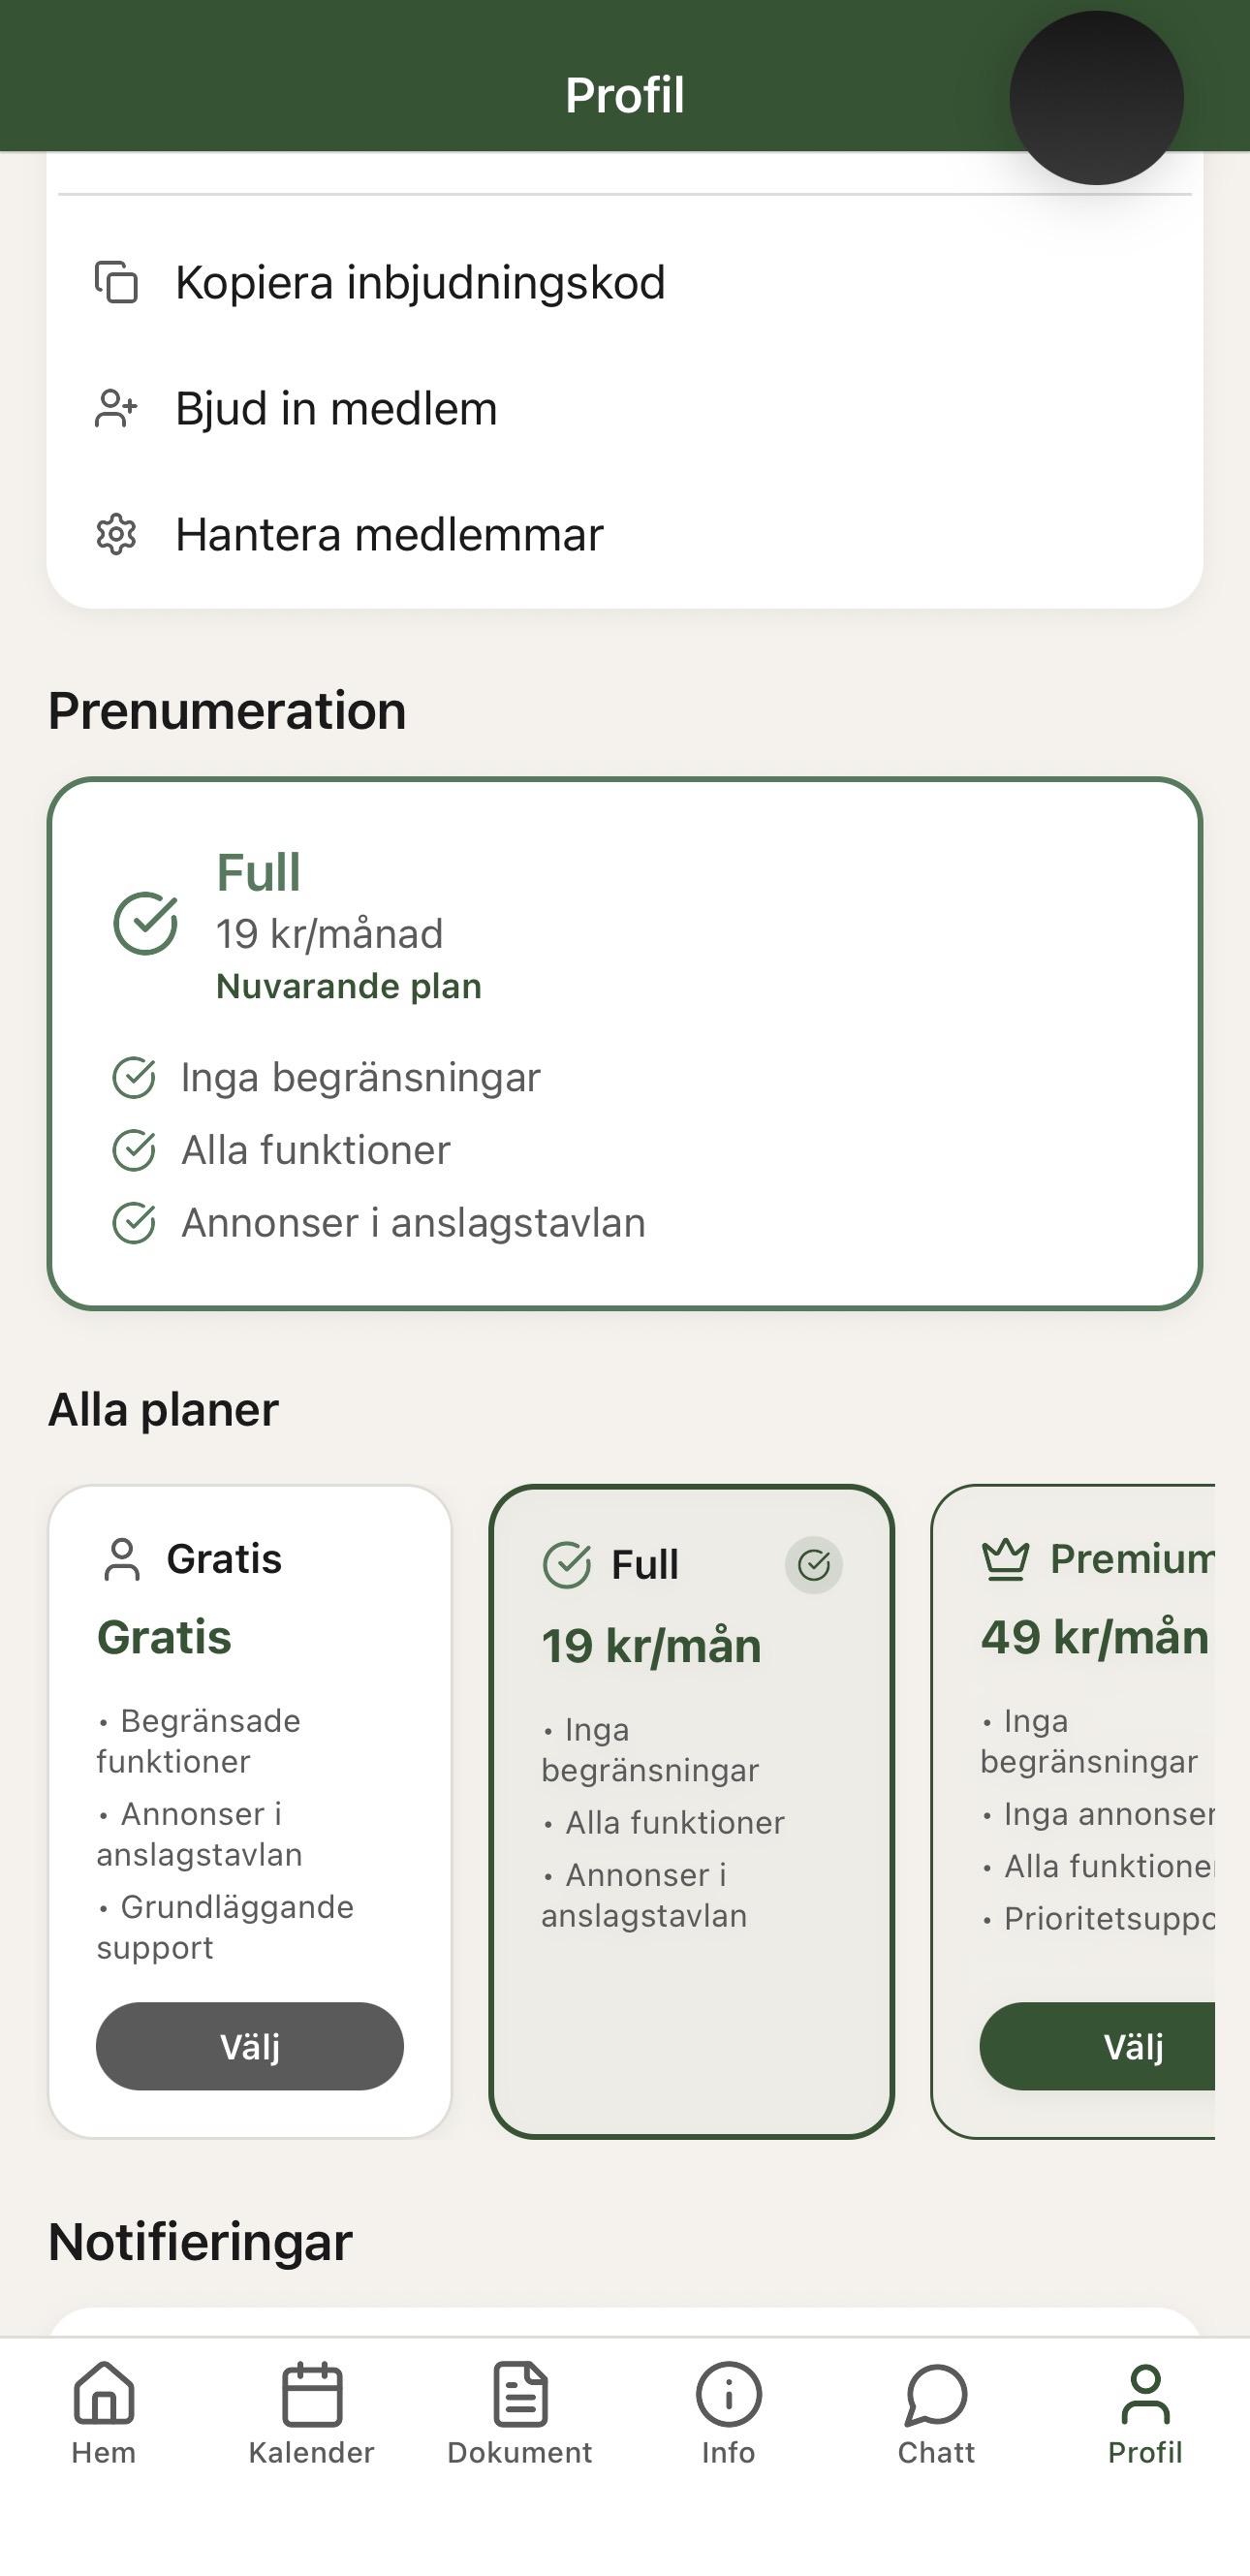 Profil
Kopiera inbjudningskod
Bjud in medlem
Hantera medlemmar
Prenumeration
Full
19 kr/månad
Nuvarande plan
Inga begränsningar
Alla funktioner
Annonser i anslagstavlan
Alla planer
Gratis
Gratis
• Begränsade
funktioner
• Annonser i
anslagstavlan
• Grundläggande
support
Välj
Full
19 kr/mån
• Inga
begränsningar
• Alla funktioner
• Annonser i
anslagstavlan
Premium
49 kr/mån
• Inga
begränsningar
• Inga annonser
• Alla funktioner
• Prioritetsuppo
Välj
Notifieringar
Hem
Kalender
Dokument
Info
Chatt
Profil